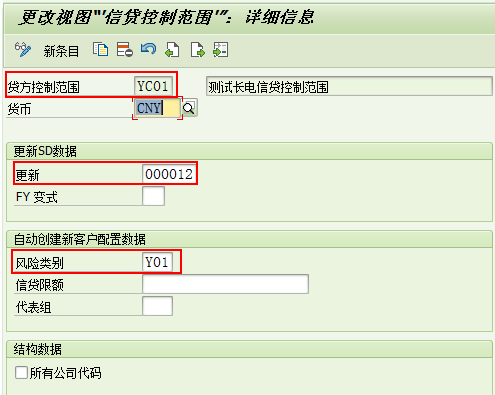 更改视图"'信贷控制范围'"：详细信息
新条目
贷方控制范围 YC01 测试长电信贷控制范围
货币 CNY
更新SD数据
更新 000012
FY 变式
自动创建新客户配置数据
风险类别 Y01
信贷限额
代表组
结构数据
所有公司代码